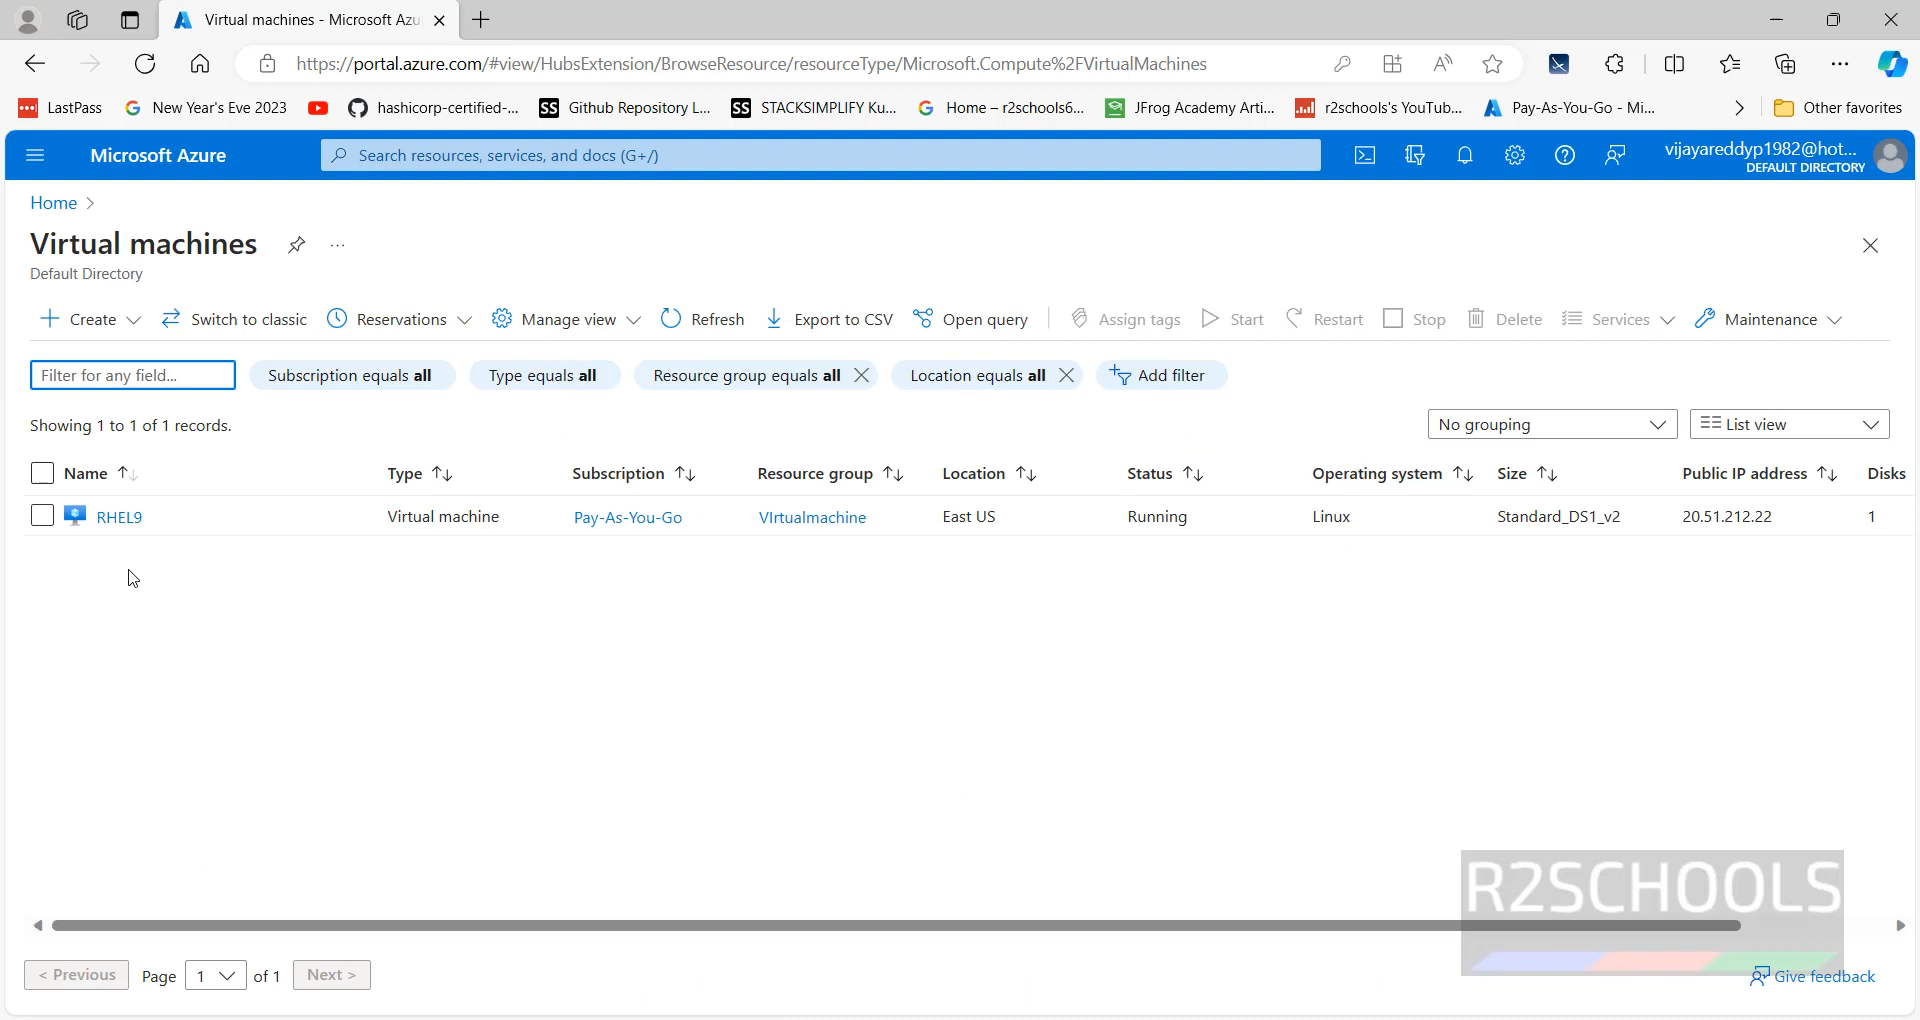 Virtual machines - Microsoft Azu
https://portal.azure.com/#view/HubsExtension/BrowseResource/resourceType/Microsoft.Compute%2FVirtualMachines
LastPass New Year's Eve 2023 hashicorp-certified-... Github Repository L... STACKSIMPLIFY Ku... Home – r2schools6... JFrog Academy Arti... r2schools's YouTub... Pay-As-You-Go - Mi... Other favorites
Microsoft Azure Search resources, services, and docs (G+/) vijayareddyp1982@hot...
DEFAULT DIRECTORY
Home >
Virtual machines ...
Default Directory
Create Switch to classic Reservations Manage view Refresh Export to CSV Open query Assign tags Start Restart Stop Delete Services Maintenance
Filter for any field... Subscription equals all Type equals all Resource group equals all Location equals all Add filter
Showing 1 to 1 of 1 records. No grouping List view
Name Type Subscription Resource group Location Status Operating system Size Public IP address Disks
RHEL9 Virtual machine Pay-As-You-Go VIrtualmachine East US Running Linux Standard_DS1_v2 20.51.212.22 1
R2SCHOOLS
< Previous Page 1 of 1 Next > Give feedback